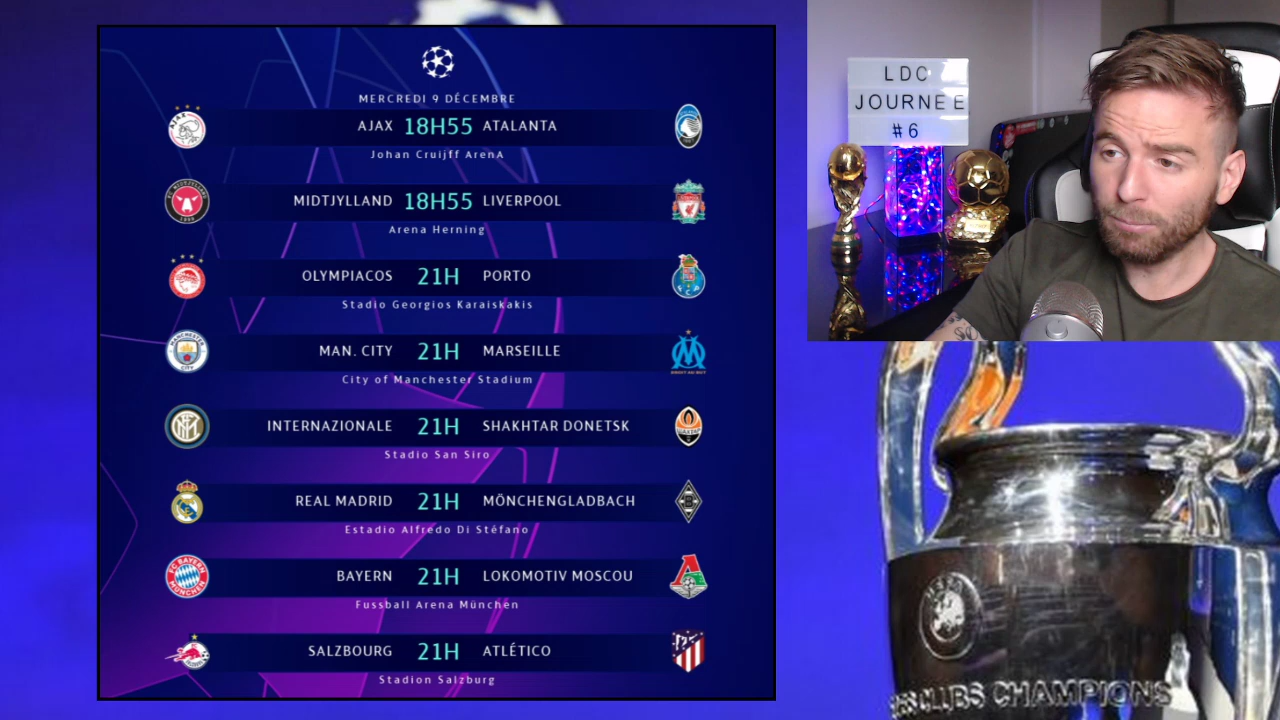 MERCREDI 9 DÉCEMBRE
AJAX 18H55 ATALANTA
Johan Cruijff ArenA
MIDTJYLLAND 18H55 LIVERPOOL
Arena Herning
OLYMPIACOS 21H PORTO
Stadio Georgios Karaiskakis
MAN. CITY 21H MARSEILLE
City of Manchester Stadium
INTERNAZIONALE 21H SHAKHTAR DONETSK
Stadio San Siro
REAL MADRID 21H MÖNCHENGLADBACH
Estadio Alfredo Di Stéfano
BAYERN 21H LOKOMOTIV MOSCOU
Fussball Arena München
SALZBOURG 21H ATLÉTICO
Stadion Salzburg
LDC
JOURNEE
#6
UEFA
CLUBS CHAMPIONS